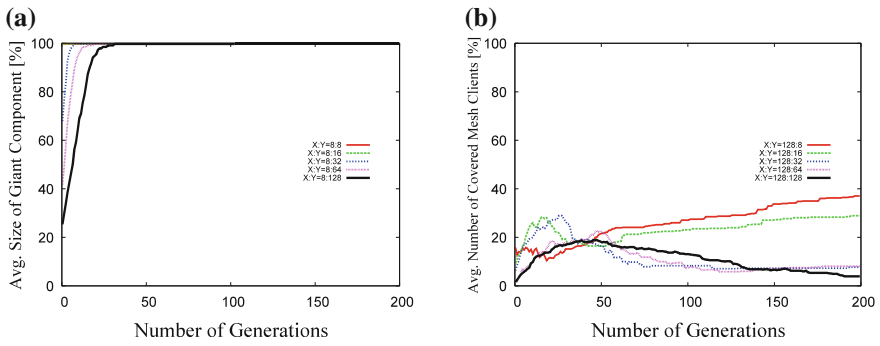 (a)
Avg. Size of Giant Component [%]
100
80
60
40
20
0
X:Y=8:8
X:Y=8:16
X:Y=8:32
X:Y=8:64
X:Y=8:128
0 50 100 150 200
Number of Generations
(b)
Avg. Number of Covered Mesh Clients [%]
100
80
60
40
20
0
X:Y=128:8
X:Y=128:16
X:Y=128:32
X:Y=128:64
X:Y=128:128
0 50 100 150 200
Number of Generations